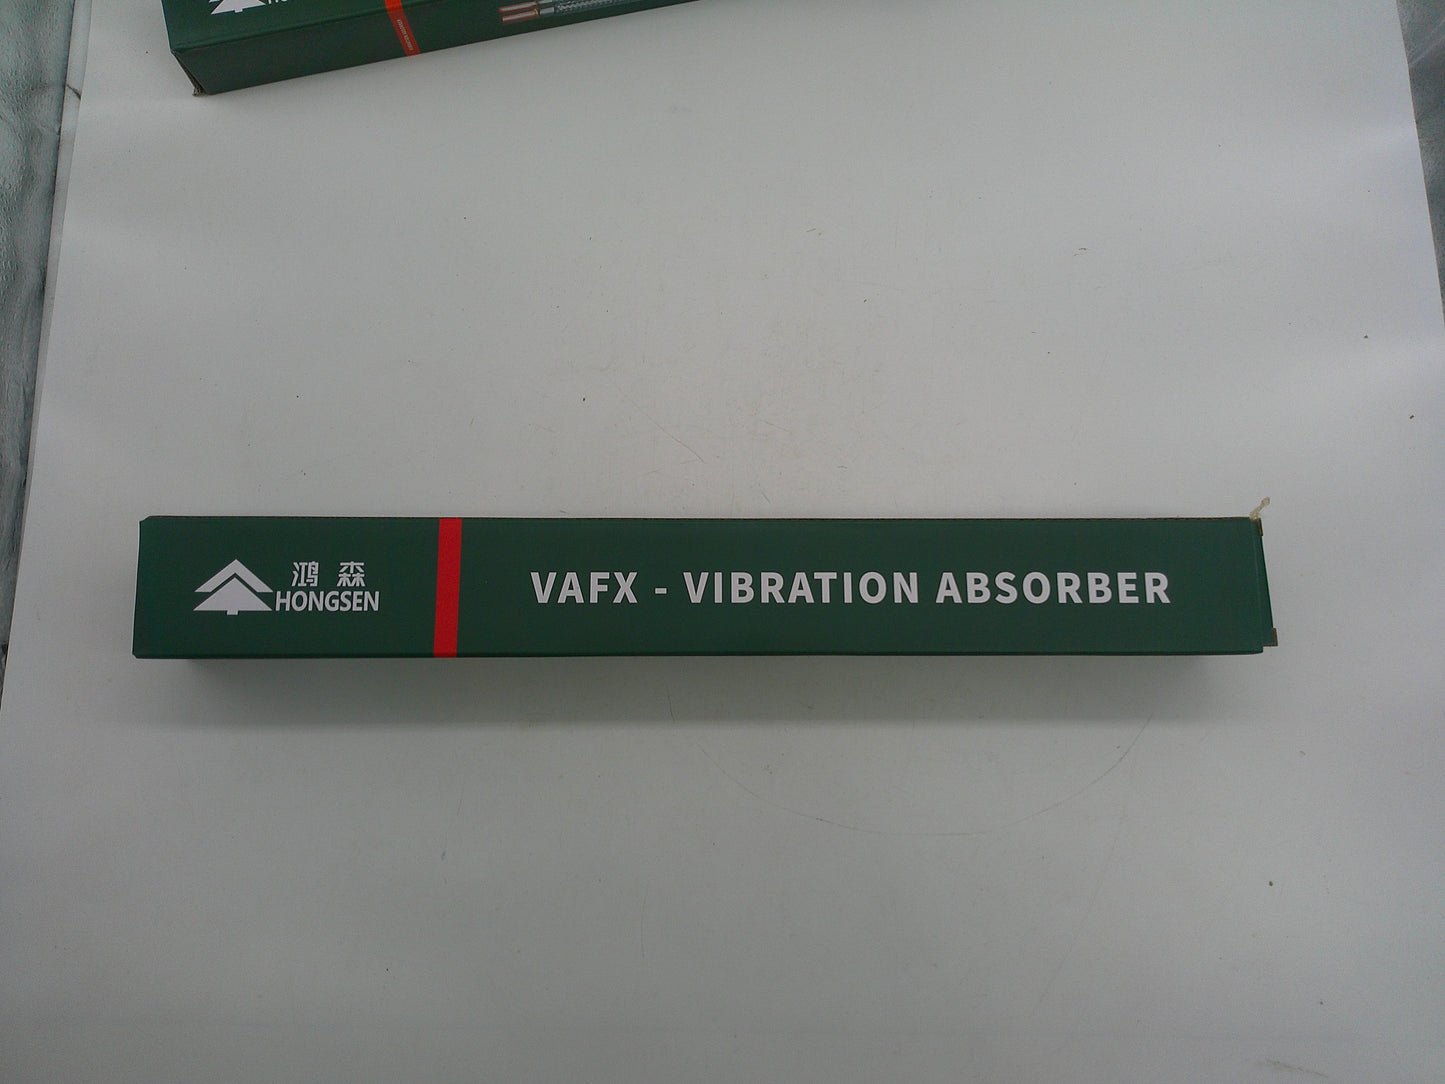 鸿森
HONGSEN
VAFX - VIBRATION ABSORBER